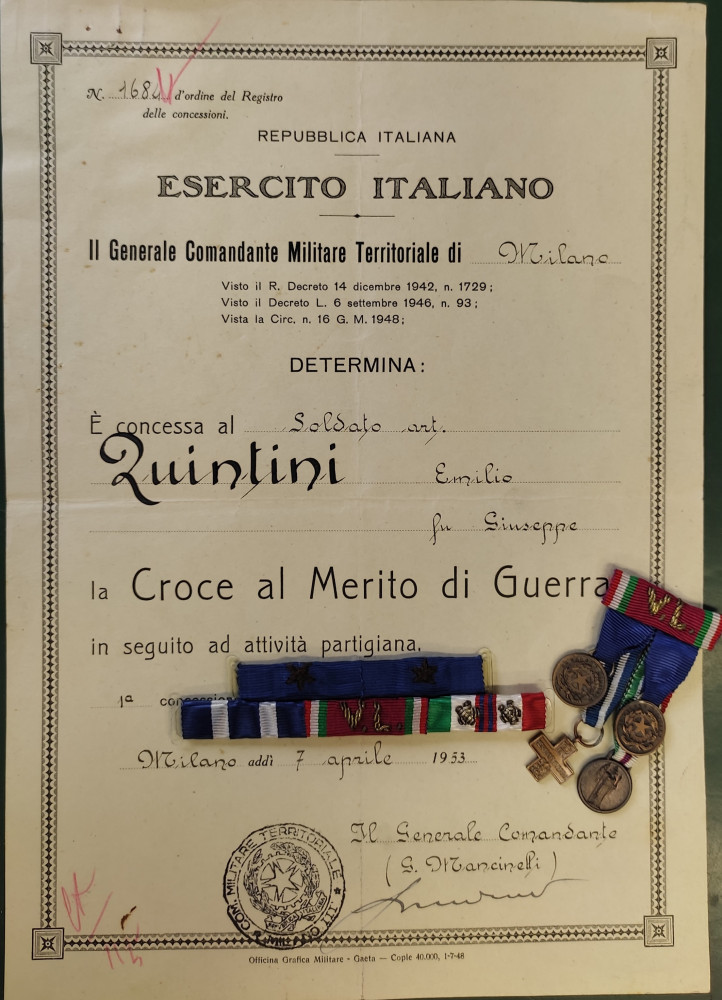 N. 1684 d'ordine del Registro
delle concessioni.
REPUBBLICA ITALIANA
ESERCITO ITALIANO
Il Generale Comandante Militare Territoriale di Milano
Visto il R. Decreto 14 dicembre 1942, n. 1729;
Visto il Decreto L. 6 settembre 1946, n. 93;
Vista la Circ. n. 16 G. M. 1948;
DETERMINA:
È concessa al Soldato art.
Quintini Emilio
fu Giuseppe
la Croce al Merito di Guerra
in seguito ad attività partigiana.
V.L.
1ª concessione
V.L.
Milano addì 7 aprile 1953
Il Generale Comandante
(G. Mancinelli)
COM. MILITARE TERRITORIALE
Officina Grafica Militare - Gaeta — Copie 40.000, 1-7-48